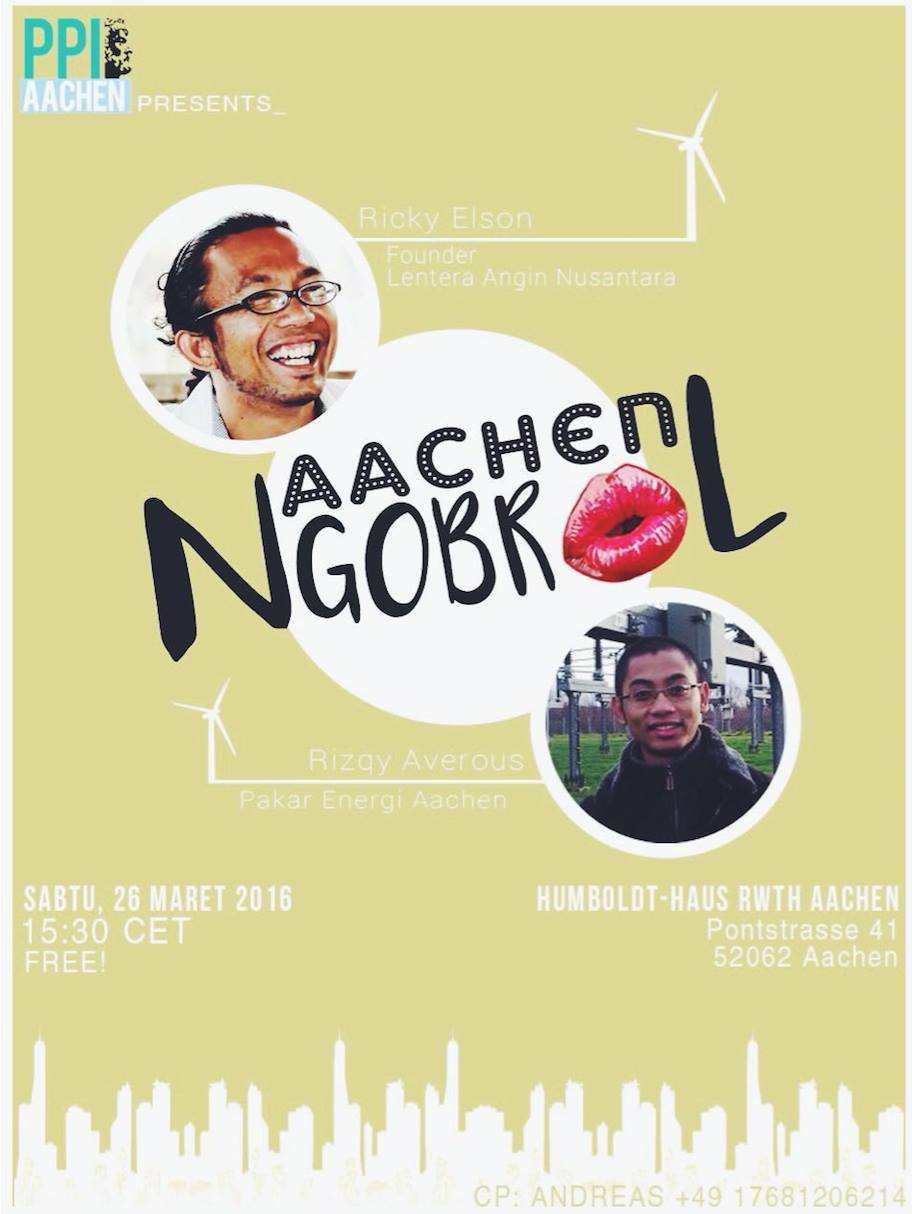 PPI
AACHEN PRESENTS_
Ricky Elson
Founder
Lentera Angin Nusantara
AACHEN
NGOBROL
Rizqy Averous
Pakar Energi Aachen
SABTU, 26 MARET 2016
15:30 CET
FREE!
HUMBOLDT-HAUS RWTH AACHEN
Pontstrasse 41
52062 Aachen
CP: ANDREAS +49 17681206214